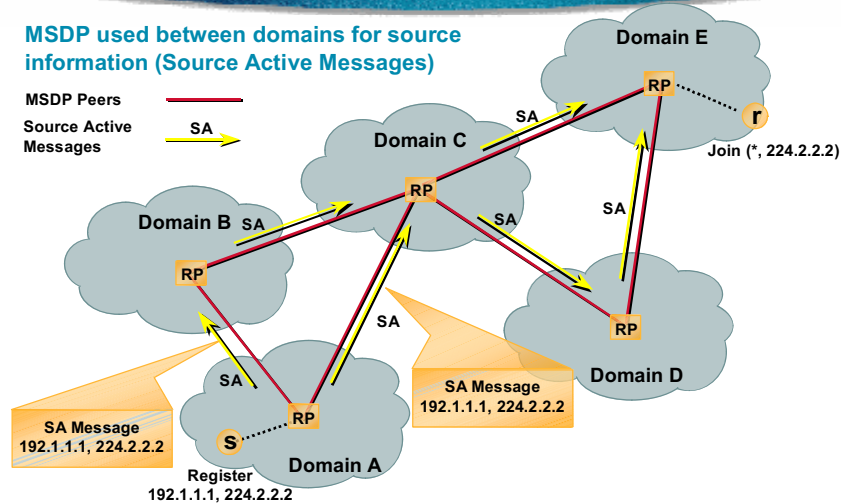 MSDP used between domains for source
information (Source Active Messages)
MSDP Peers
Source Active
Messages
SA
Domain E
RP
r
Join (*, 224.2.2.2)
SA
Domain C
RP
Domain B
SA
RP
SA
SA
SA
RP
Domain D
SA Message
192.1.1.1, 224.2.2.2
SA
SA Message
192.1.1.1, 224.2.2.2
RP
s
Domain A
Register
192.1.1.1, 224.2.2.2